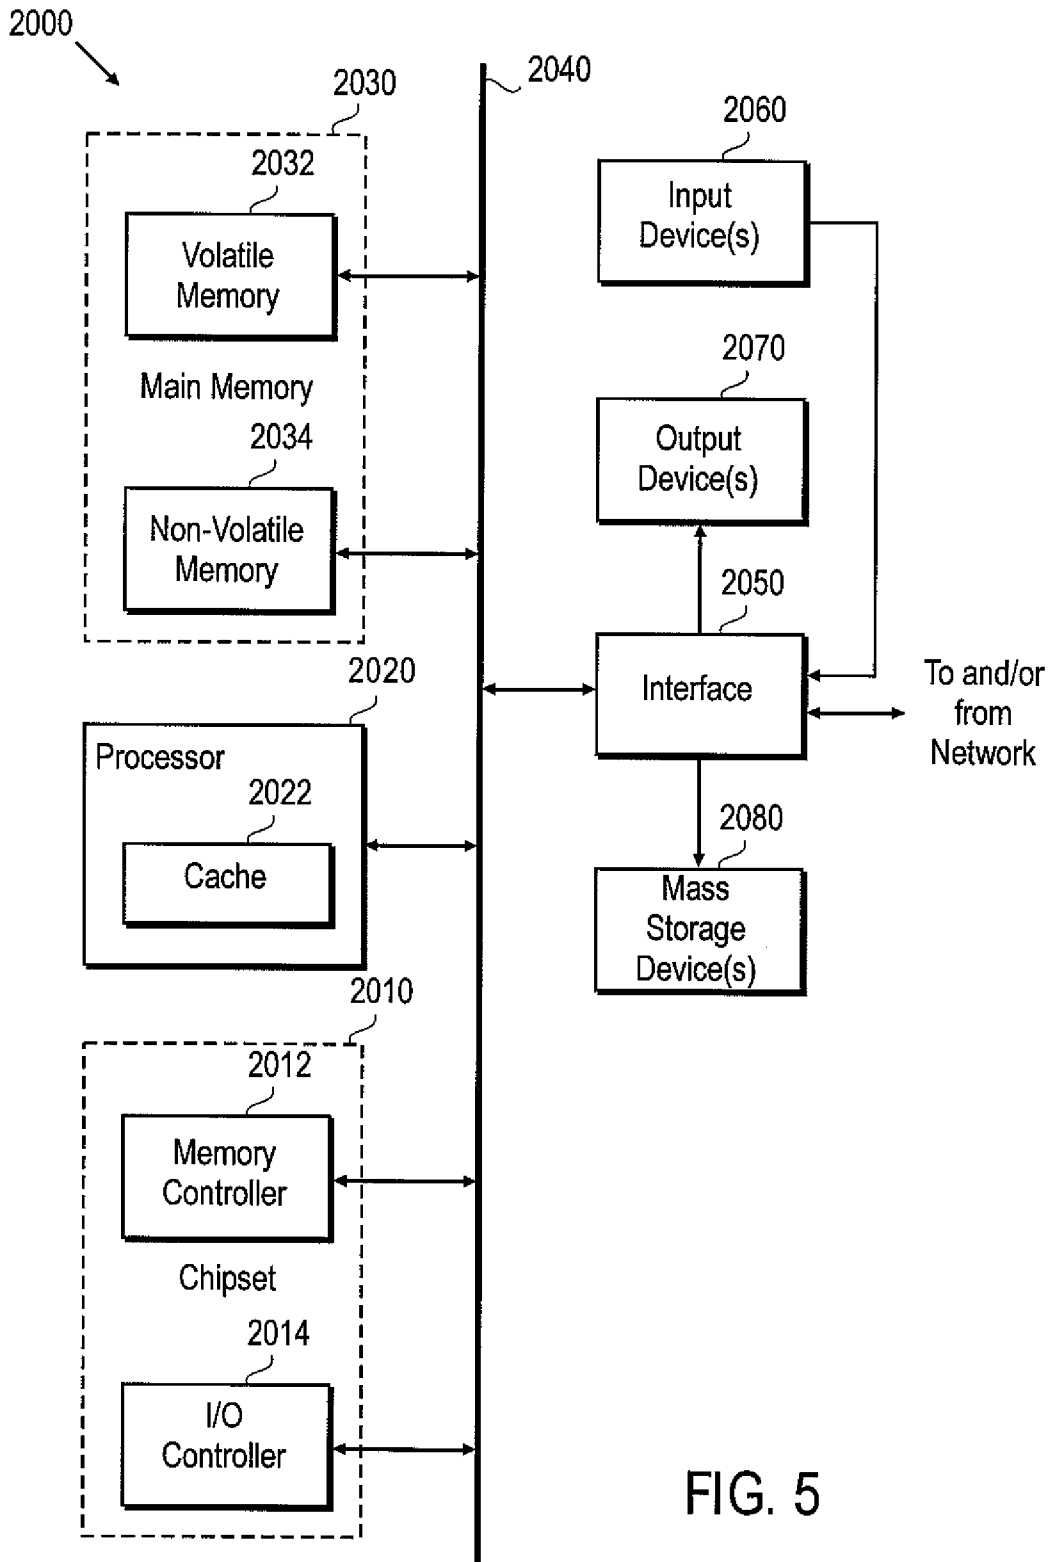 2000
2030
2040
2032
Volatile
Memory
Main Memory
2034
Non-Volatile
Memory
2020
Processor
2022
Cache
2010
2012
Memory
Controller
Chipset
2014
I/O
Controller
2060
Input
Device(s)
2070
Output
Device(s)
2050
Interface
To and/or
from
Network
2080
Mass
Storage
Device(s)
FIG. 5